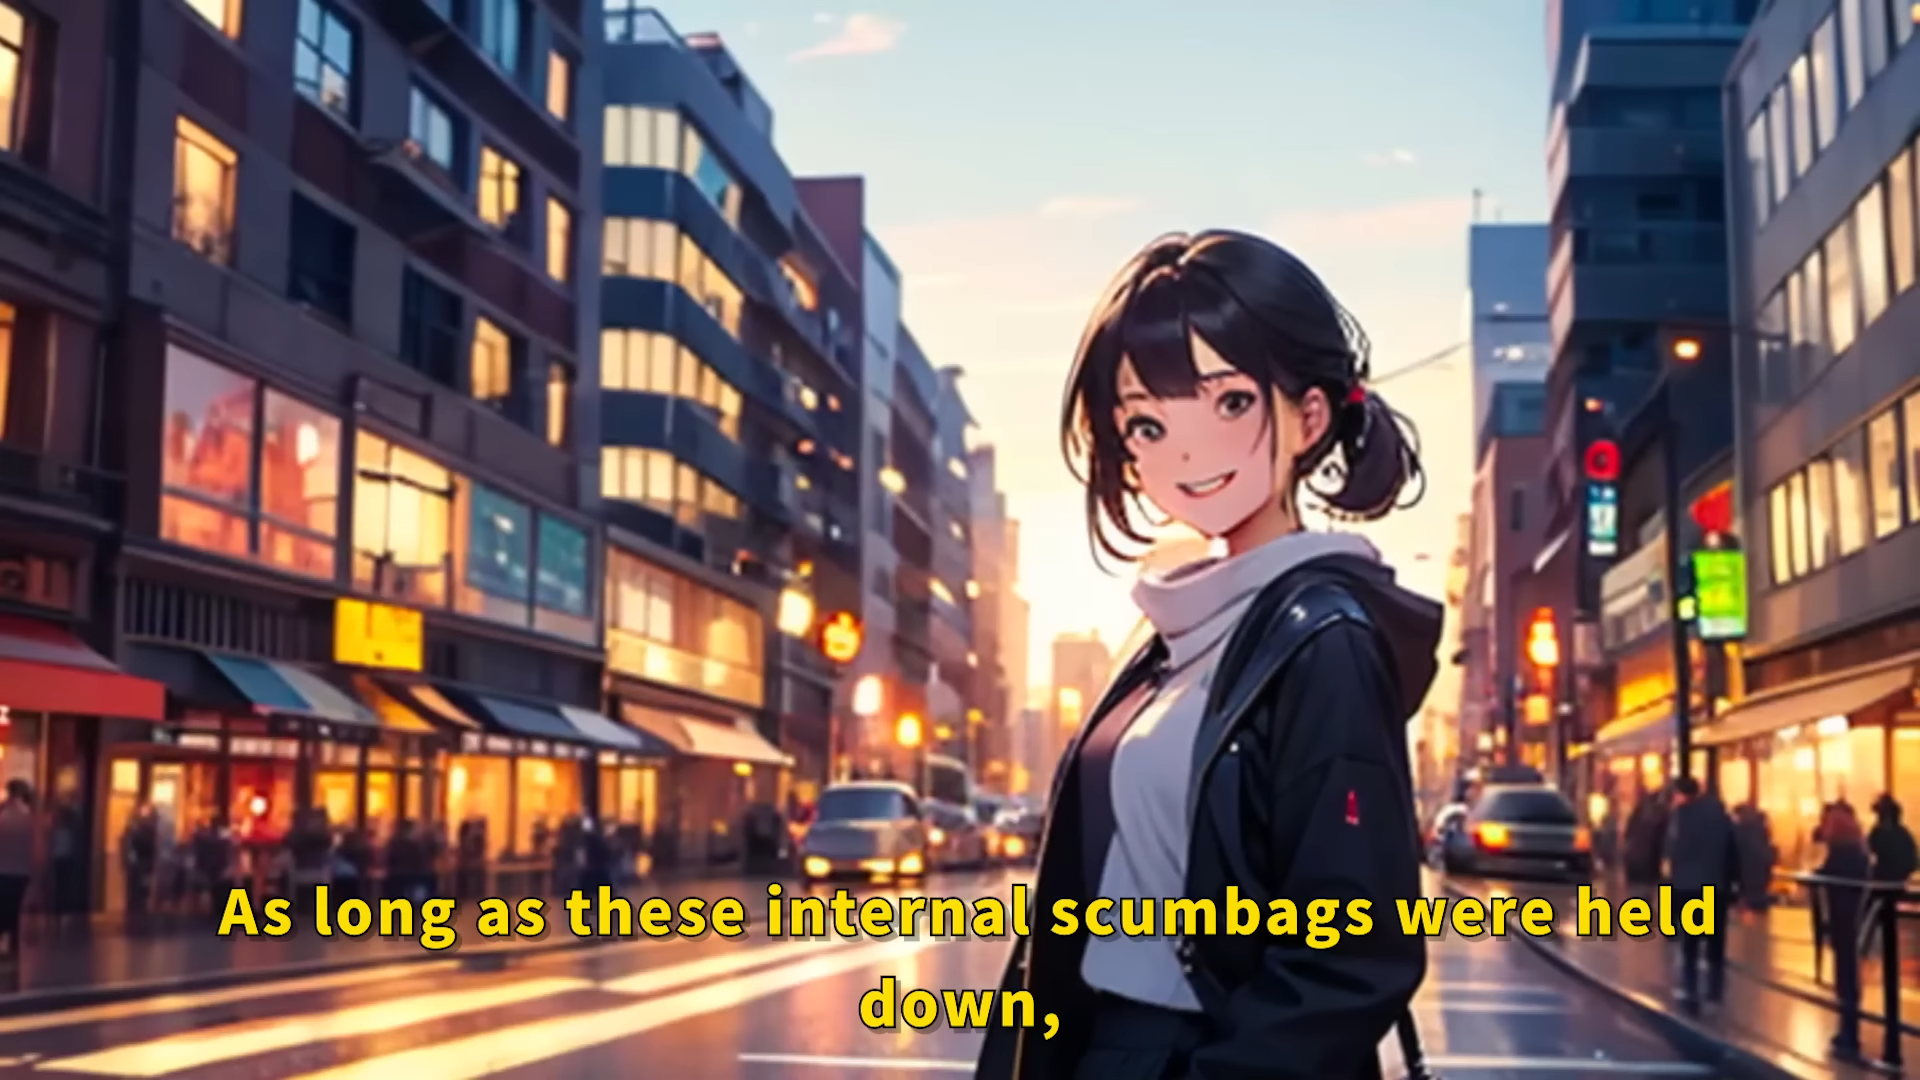 As long as these internal scumbags were held
down,